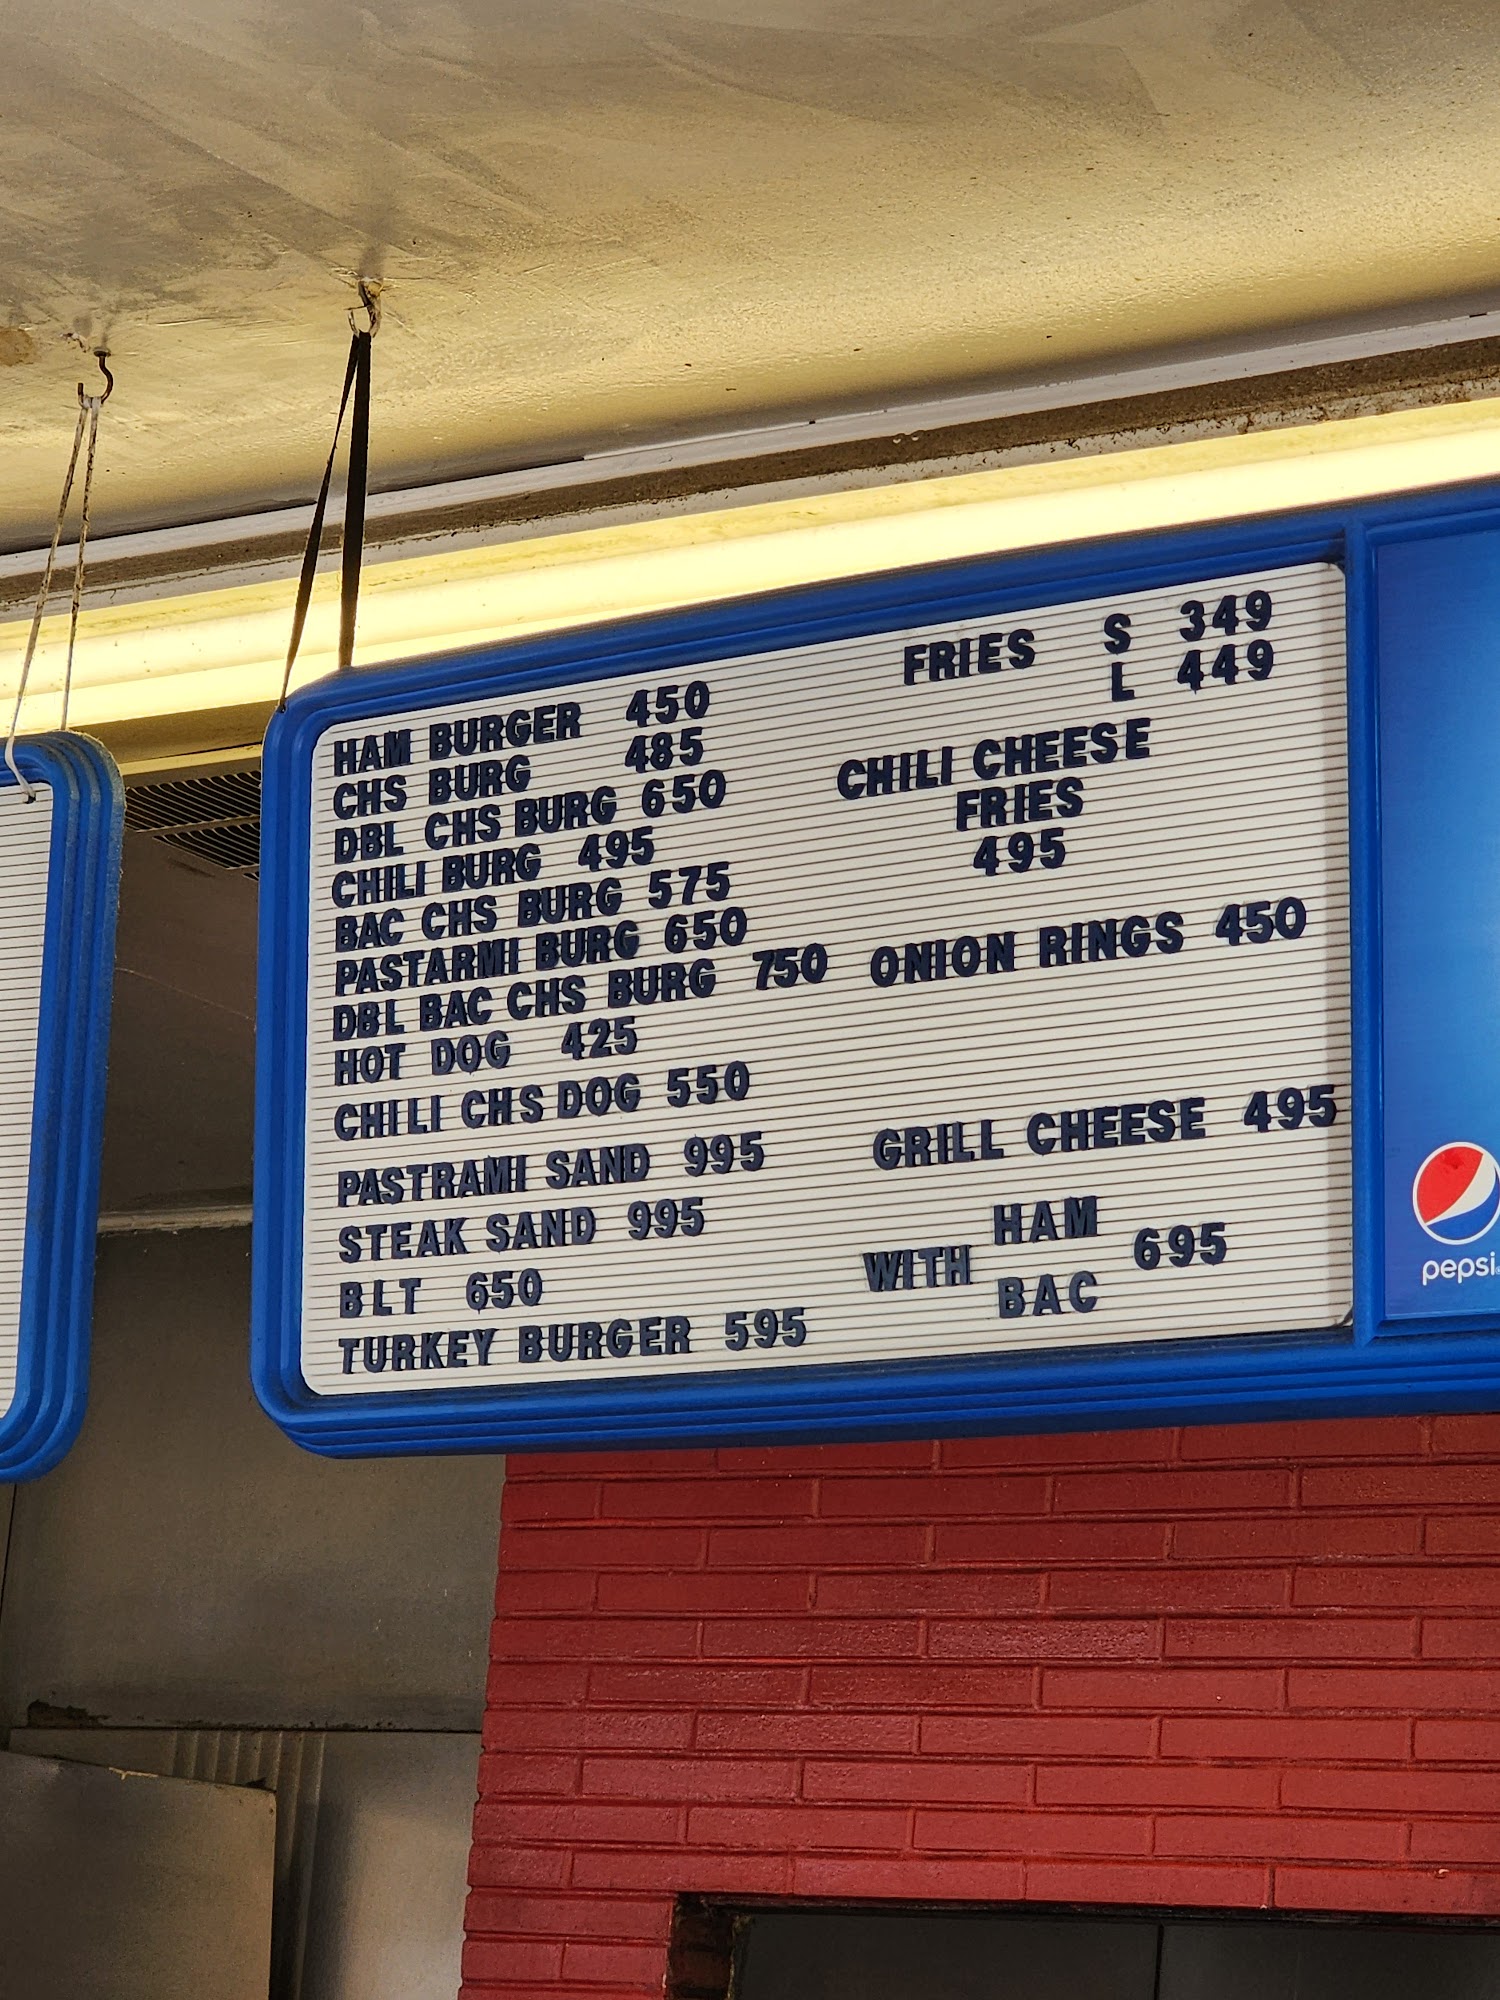 HAM BURGER 450
CHS BURG 485
DBL CHS BURG 650
CHILI BURG 495
BAC CHS BURG 575
PASTARMI BURG 650
DBL BAC CHS BURG 750
HOT DOG 425
CHILI CHS DOG 550
PASTRAMI SAND 995
STEAK SAND 995
BLT 650
TURKEY BURGER 595
FRIES S 349
L 449
CHILI CHEESE
FRIES
495
ONION RINGS 450
GRILL CHEESE 495
HAM
WITH 695
BAC
pepsi